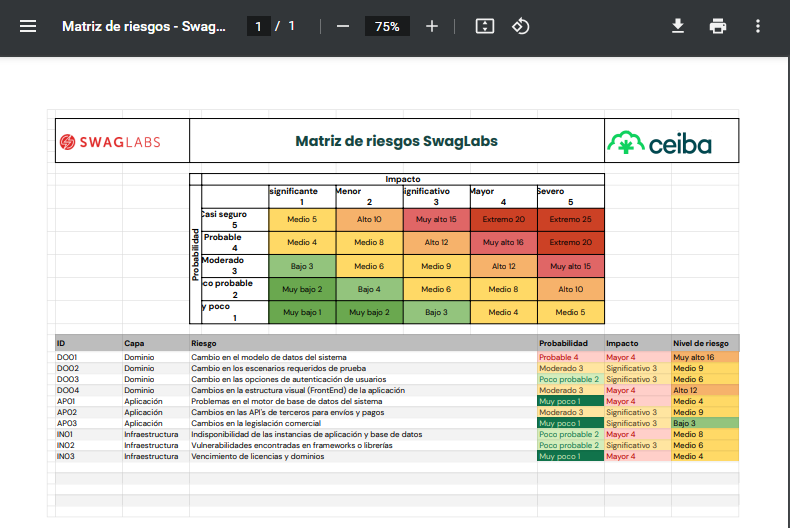 Matriz de riesgos - Swag... 1 / 1 75%
SWAGLABS Matriz de riesgos SwagLabs ceiba
Impacto
significante Menor ignificativo Mayor Severo
1 2 3 4 5
Probabilidad
Casi seguro
5 Medio 5 Alto 10 Muy alto 15 Extremo 20 Extremo 25
Probable
4 Medio 4 Medio 8 Alto 12 Muy alto 16 Extremo 20
Moderado
3 Bajo 3 Medio 6 Medio 9 Alto 12 Muy alto 15
co probable
2 Muy bajo 2 Bajo 4 Medio 6 Medio 8 Alto 10
y poco
1 Muy bajo 1 Muy bajo 2 Bajo 3 Medio 4 Medio 5
ID Capa Riesgo Probabilidad Impacto Nivel de riesgo
DO01 Dominio Cambio en el modelo de datos del sistema Probable 4 Mayor 4 Muy alto 16
DO02 Dominio Cambio en los escenarios requeridos de prueba Moderado 3 Significativo 3 Medio 9
DO03 Dominio Cambio en las opciones de autenticación de usuarios Poco probable 2 Significativo 3 Medio 6
DO04 Dominio Cambio en la estructura visual (FrontEnd) de la aplicación Moderado 3 Mayor 4 Alto 12
AP01 Aplicación Problemas en el motor de base de datos del sistema Muy poco 1 Mayor 4 Medio 4
AP02 Aplicación Cambios en las API's de terceros para envíos y pagos Moderado 3 Significativo 3 Medio 9
AP03 Aplicación Cambios en la legislación comercial Muy poco 1 Significativo 3 Bajo 3
IN01 Infraestructura Indisponibilidad de las instancias de aplicación y base de datos Poco probable 2 Mayor 4 Medio 8
IN02 Infraestructura Vulnerabilidades encontradas en frameworks o librerías Poco probable 2 Significativo 3 Medio 6
IN03 Infraestructura Vencimiento de licencias y dominios Muy poco 1 Mayor 4 Medio 4